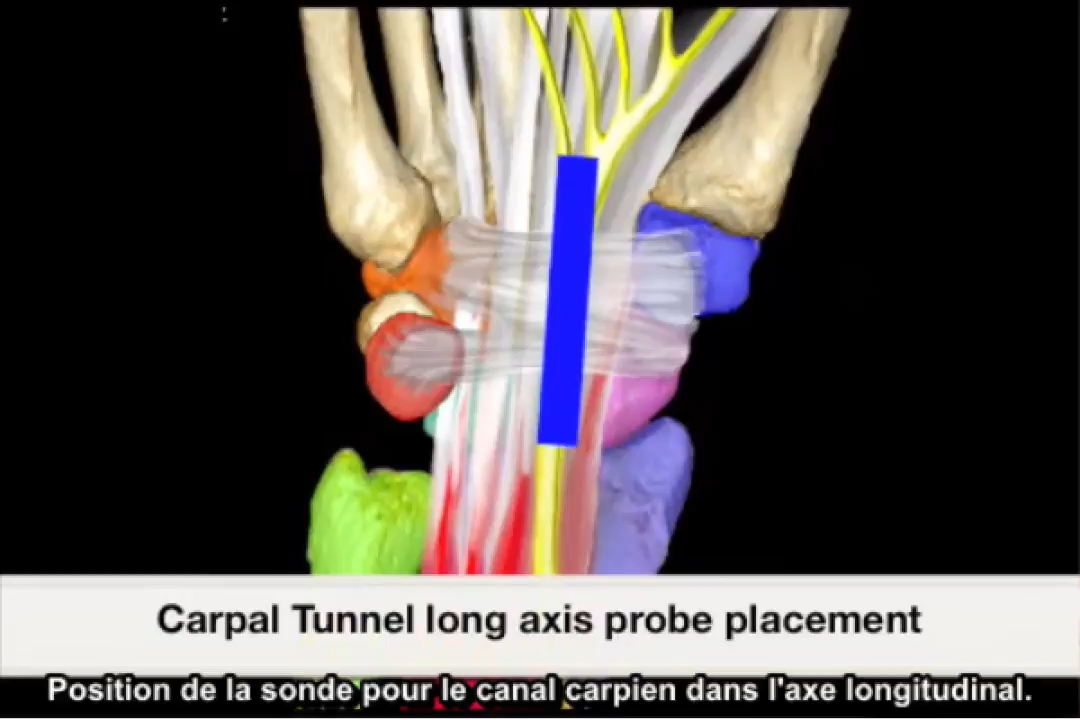 Carpal Tunnel long axis probe placement
Position de la sonde pour le canal carpien dans l'axe longitudinal.